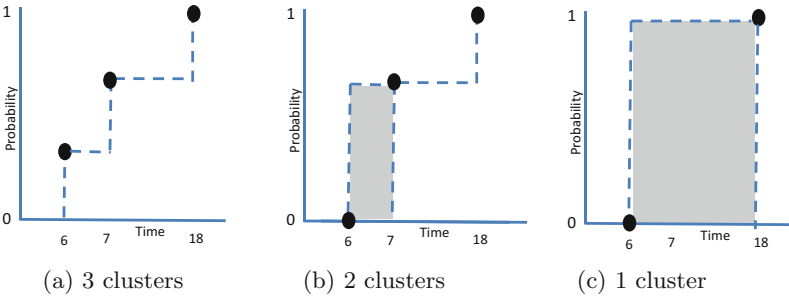 1
Probability
0
6
7
Time
18
(a) 3 clusters
1
Probability
0
6
7
Time
18
(b) 2 clusters
1
Probability
0
6
7
Time
18
(c) 1 cluster